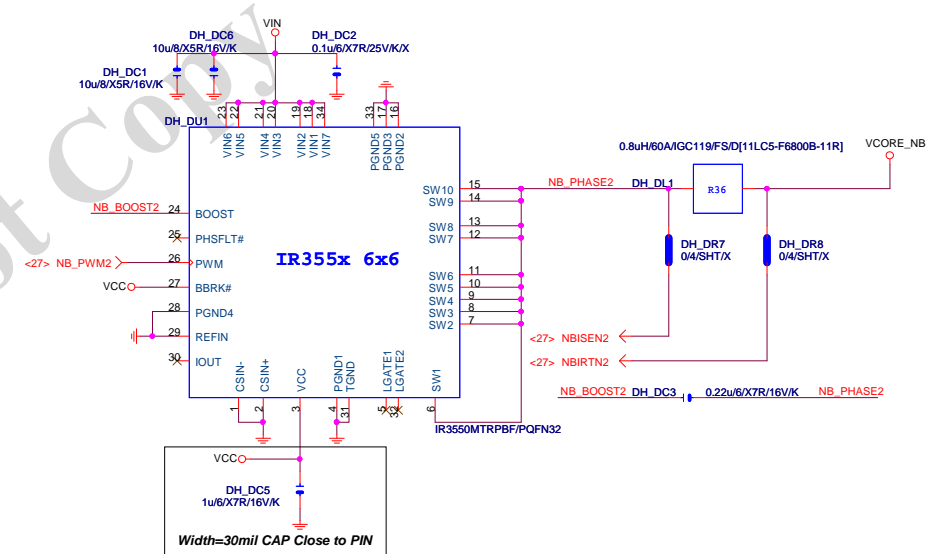 VIN
DH_DC6
10u/8/X5R/16V/K
DH_DC2
0.1u/6/X7R/25V/K/X
DH_DC1
10u/8/X5R/16V/K
ot Copy
DH_DU1
23 22 21 20 19 18 34 33 17 16
VIN6 VIN5 VIN4 VIN3 VIN2 VIN1 VIN7 PGND5 PGND3 PGND2
0.8uH/60A/IGC119/FS/D[11LC5-F6800B-11R]
VCORE_NB
NB_PHASE2 DH_DL1
R36
SW10 15
SW9 14
SW8 13
SW7 12
SW6 11
SW5 10
SW4 9
SW3 8
SW2 7
NB_BOOST2 24 BOOST
25 PHSFLT#
<27> NB_PWM2 26 PWM
VCC 27 BBRK#
28 PGND4
29 REFIN
30 IOUT
IR355x 6x6
DH_DR7
0/4/SHT/X
DH_DR8
0/4/SHT/X
<27> NBISEN2
<27> NBIRTN2
CSIN- CSIN+ VCC PGND1 TGND LGATE1 LGATE2 SW1
1 2 3 4 31 5 32 6
IR3550MTRPBF/PQFN32
NB_BOOST2 DH_DC3 0.22u/6/X7R/16V/K NB_PHASE2
VCC
DH_DC5
1u/6/X7R/16V/K
Width=30mil CAP Close to PIN